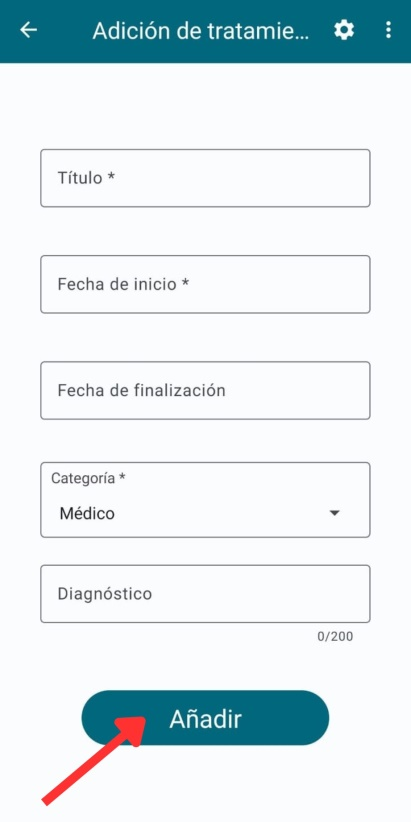 Adición de tratamie...
Título *
Fecha de inicio *
Fecha de finalización
Categoría *
Médico
Diagnóstico
0/200
Añadir